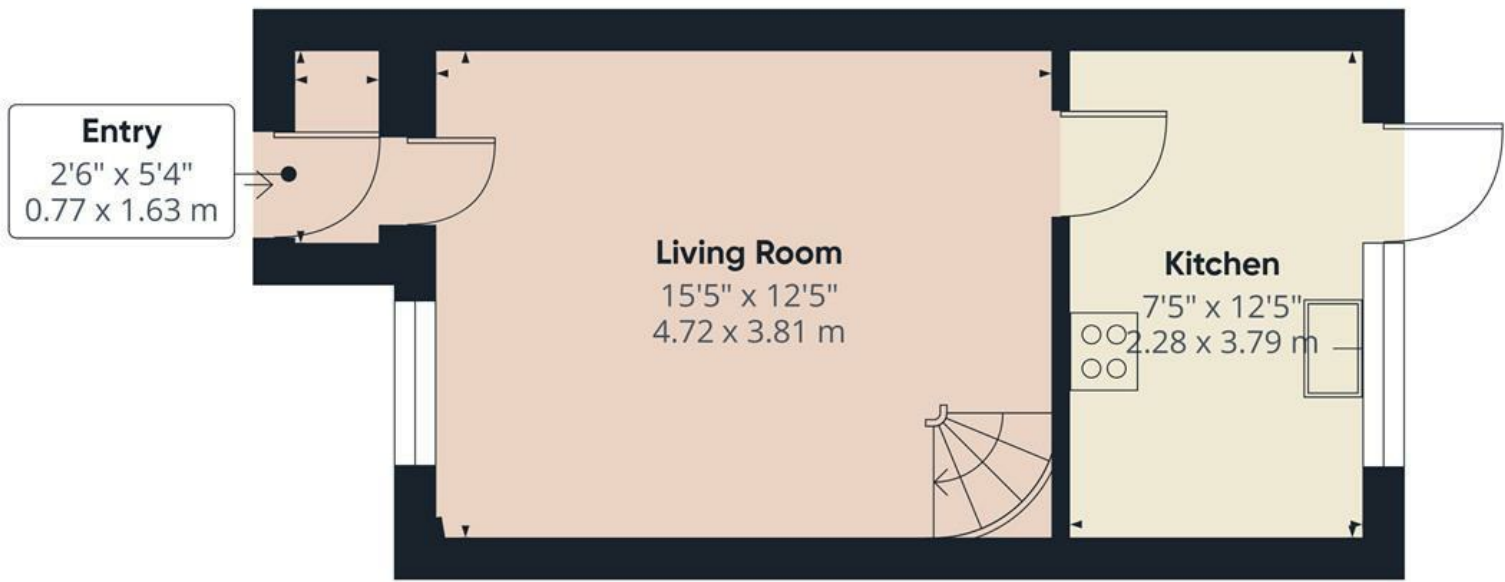 Entry
2'6" x 5'4"
0.77 x 1.63 m
Living Room
15'5" x 12'5"
4.72 x 3.81 m
Kitchen
7'5" x 12'5"
2.28 x 3.79 m